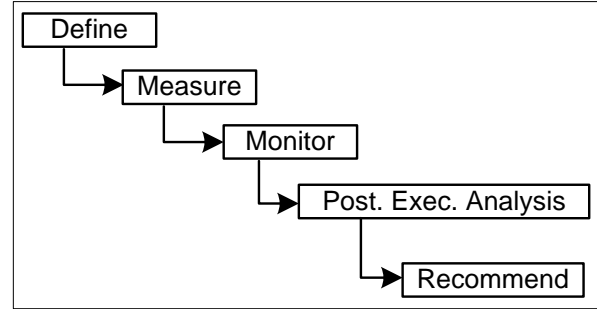 Define
Measure
Monitor
Post. Exec. Analysis
Recommend